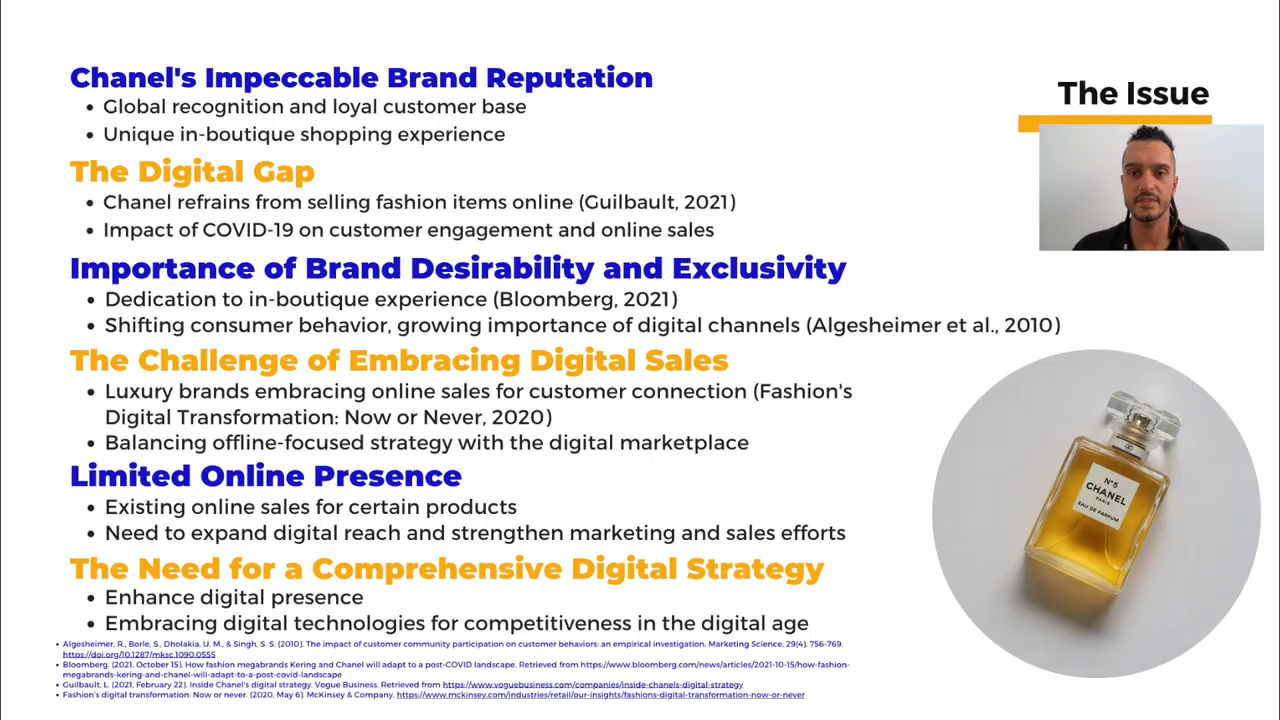 Chanel's Impeccable Brand Reputation
• Global recognition and loyal customer base
• Unique in-boutique shopping experience
The Digital Gap
• Chanel refrains from selling fashion items online (Guilbault, 2021)
• Impact of COVID-19 on customer engagement and online sales
Importance of Brand Desirability and Exclusivity
• Dedication to in-boutique experience (Bloomberg, 2021)
• Shifting consumer behavior, growing importance of digital channels (Algesheimer et al., 2010)
The Challenge of Embracing Digital Sales
• Luxury brands embracing online sales for customer connection (Fashion's
Digital Transformation: Now or Never, 2020)
• Balancing offline-focused strategy with the digital marketplace
Limited Online Presence
• Existing online sales for certain products
• Need to expand digital reach and strengthen marketing and sales efforts
The Need for a Comprehensive Digital Strategy
• Enhance digital presence
• Embracing digital technologies for competitiveness in the digital age
• Algesheimer, R., Borle, S., Dholakia, U. M., & Singh, S. S. (2010). The impact of customer community participation on customer behaviors: an empirical investigation. Marketing Science, 29(4), 756-769.
https://doi.org/10.1287/mksc.1090.0555
• Bloomberg. (2021, October 15). How fashion megabrands Kering and Chanel will adapt to a post-COVID landscape. Retrieved from https://www.bloomberg.com/news/articles/2021-10-15/how-fashion-
megabrands-kering-and-chanel-will-adapt-to-a-post-covid-landscape
• Guilbault, L. (2021, February 22). Inside Chanel's digital strategy. Vogue Business. Retrieved from https://www.voguebusiness.com/companies/inside-chanels-digital-strategy
• Fashion's digital transformation: Now or never. (2020, May 6). McKinsey & Company. https://www.mckinsey.com/industries/retail/our-insights/fashions-digital-transformation-now-or-never
The Issue
N°5
CHANEL
PARIS
EAU DE PARFUM